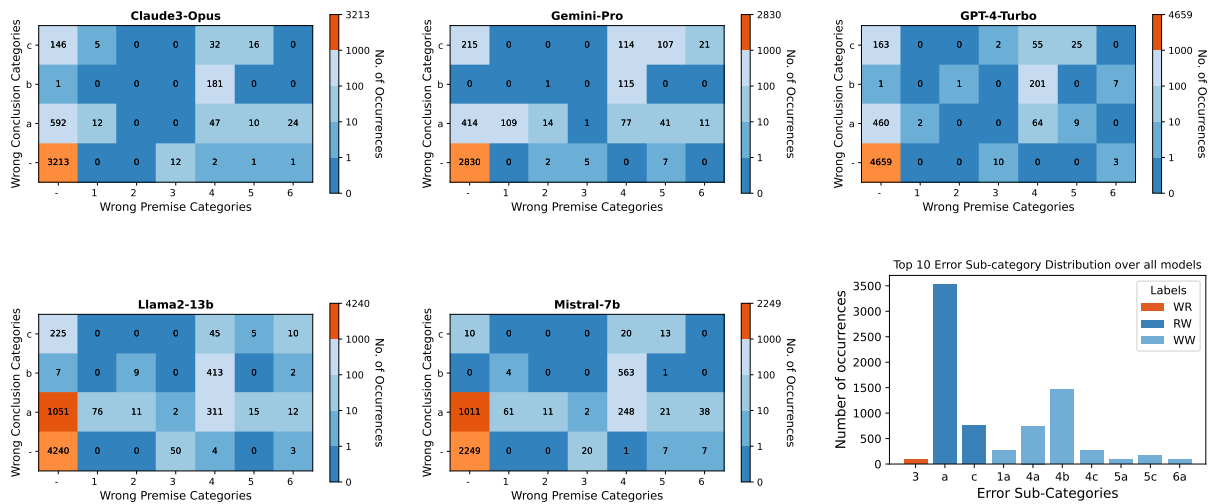 Claude3-Opus
Wrong Conclusion Categories
c 146 5 0 0 32 16 0
b 1 0 0 0 181 0 0
a 592 12 0 0 47 10 24
- 3213 0 0 12 2 1 1
- 1 2 3 4 5 6
Wrong Premise Categories
3213
1000
100
10
1
0
No. of Occurrences
Gemini-Pro
Wrong Conclusion Categories
c 215 0 0 0 114 107 21
b 0 0 1 0 115 0 0
a 414 109 14 1 77 41 11
- 2830 0 2 5 0 7 0
- 1 2 3 4 5 6
Wrong Premise Categories
2830
1000
100
10
1
0
No. of Occurrences
GPT-4-Turbo
Wrong Conclusion Categories
c 163 0 0 2 55 25 0
b 1 0 1 0 201 0 7
a 460 2 0 0 64 9 0
- 4659 0 0 10 0 0 3
- 1 2 3 4 5 6
Wrong Premise Categories
4659
1000
100
10
1
0
No. of Occurrences
Llama2-13b
Wrong Conclusion Categories
c 225 0 0 0 45 5 10
b 7 0 9 0 413 0 2
a 1051 76 11 2 311 15 12
- 4240 0 0 50 4 0 3
- 1 2 3 4 5 6
Wrong Premise Categories
4240
1000
100
10
1
0
No. of Occurrences
Mistral-7b
Wrong Conclusion Categories
c 10 0 0 0 20 13 0
b 0 4 0 0 563 1 0
a 1011 61 11 2 248 21 38
- 2249 0 0 20 1 7 7
- 1 2 3 4 5 6
Wrong Premise Categories
2249
1000
100
10
1
0
No. of Occurrences
Top 10 Error Sub-category Distribution over all models
Number of occurrences
3500
3000
2500
2000
1500
1000
500
0
Labels
WR
RW
WW
3 a c 1a 4a 4b 4c 5a 5c 6a
Error Sub-Categories